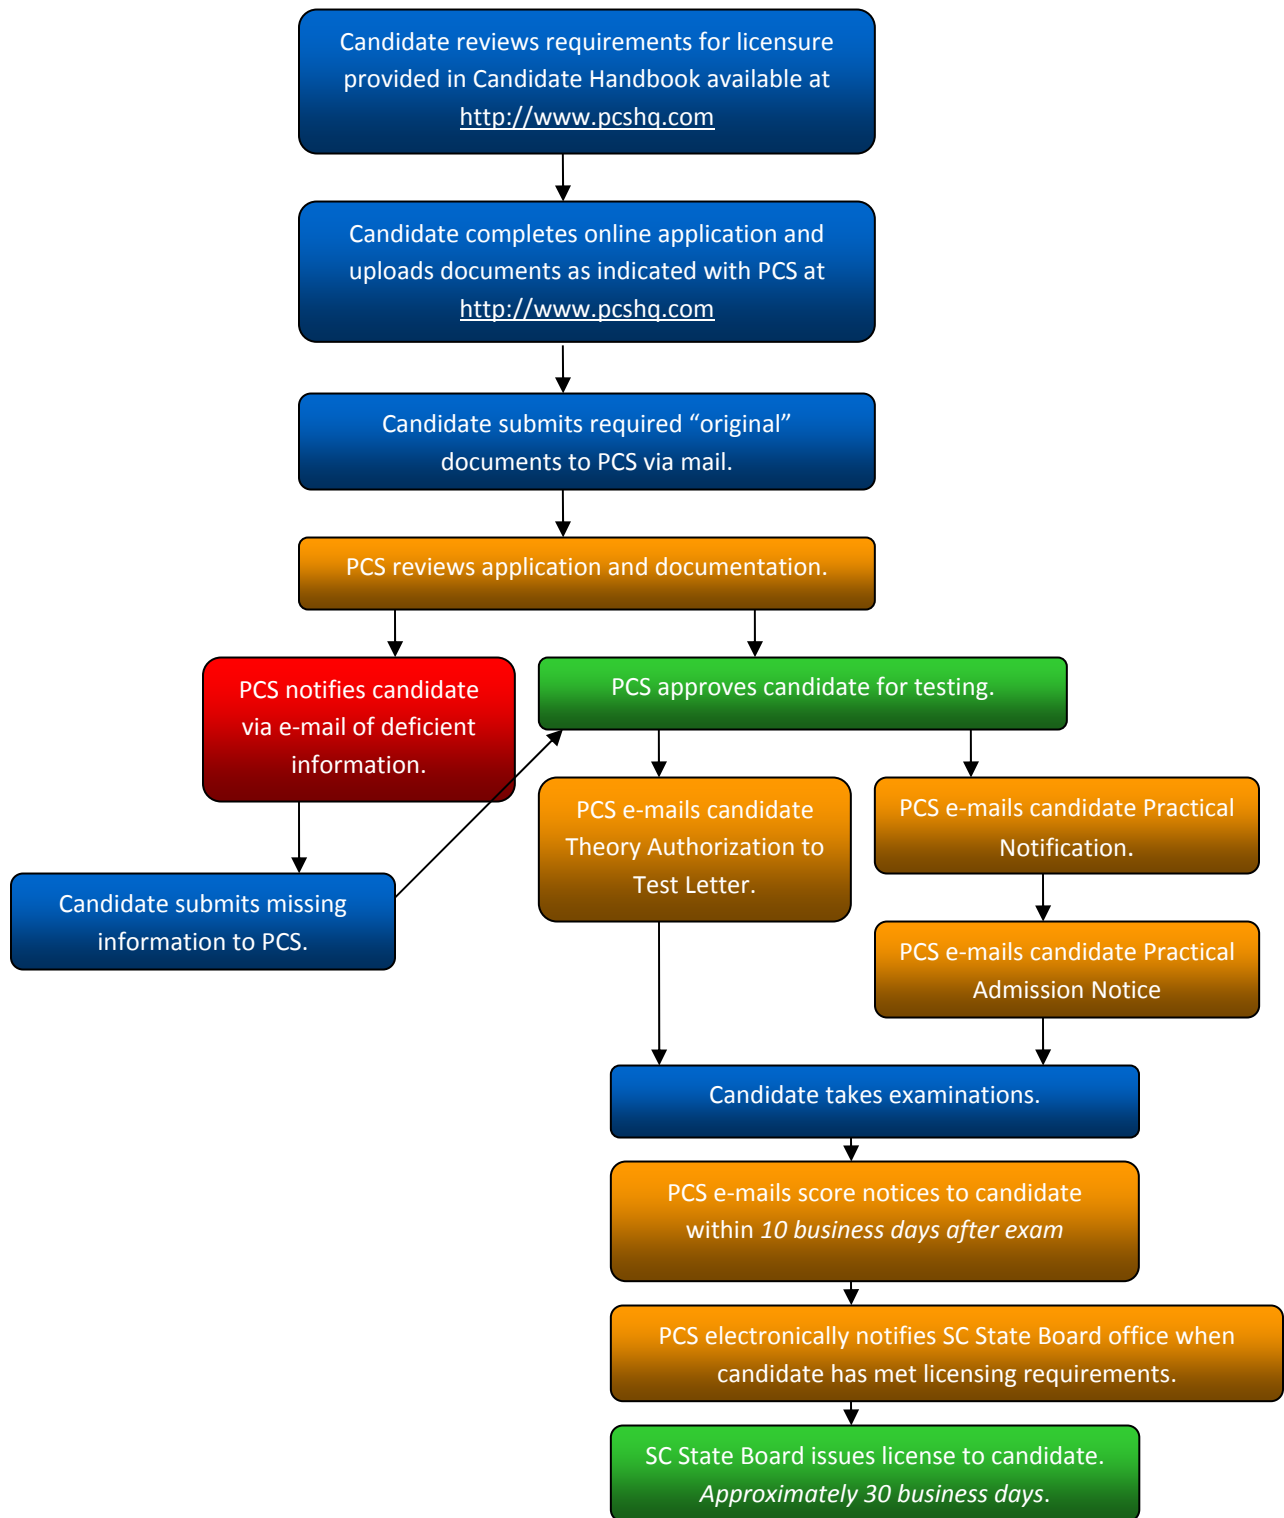 Candidate reviews requirements for licensure
provided in Candidate Handbook available at
http://www.pcshq.com
Candidate completes online application and
uploads documents as indicated with PCS at
http://www.pcshq.com
Candidate submits required “original”
documents to PCS via mail.
PCS reviews application and documentation.
PCS notifies candidate
via e-mail of deficient
information.
PCS approves candidate for testing.
Candidate submits missing
information to PCS.
PCS e-mails candidate
Theory Authorization to
Test Letter.
PCS e-mails candidate Practical
Notification.
PCS e-mails candidate Practical
Admission Notice
Candidate takes examinations.
PCS e-mails score notices to candidate
within 10 business days after exam
PCS electronically notifies SC State Board office when
candidate has met licensing requirements.
SC State Board issues license to candidate.
Approximately 30 business days.